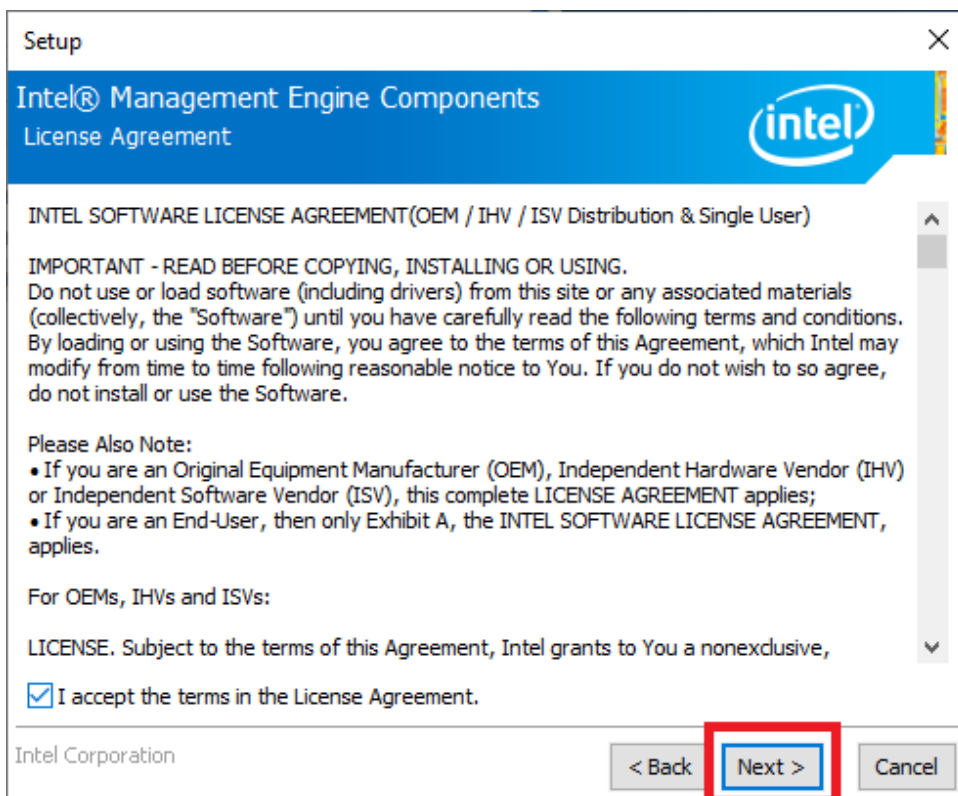 Setup
Intel® Management Engine Components
License Agreement
intel
INTEL SOFTWARE LICENSE AGREEMENT(OEM / IHV / ISV Distribution & Single User)
IMPORTANT - READ BEFORE COPYING, INSTALLING OR USING.
Do not use or load software (including drivers) from this site or any associated materials
(collectively, the "Software") until you have carefully read the following terms and conditions.
By loading or using the Software, you agree to the terms of this Agreement, which Intel may
modify from time to time following reasonable notice to You. If you do not wish to so agree,
do not install or use the Software.
Please Also Note:
• If you are an Original Equipment Manufacturer (OEM), Independent Hardware Vendor (IHV)
or Independent Software Vendor (ISV), this complete LICENSE AGREEMENT applies;
• If you are an End-User, then only Exhibit A, the INTEL SOFTWARE LICENSE AGREEMENT,
applies.
For OEMs, IHVs and ISVs:
LICENSE. Subject to the terms of this Agreement, Intel grants to You a nonexclusive,
I accept the terms in the License Agreement.
Intel Corporation
< Back Next > Cancel